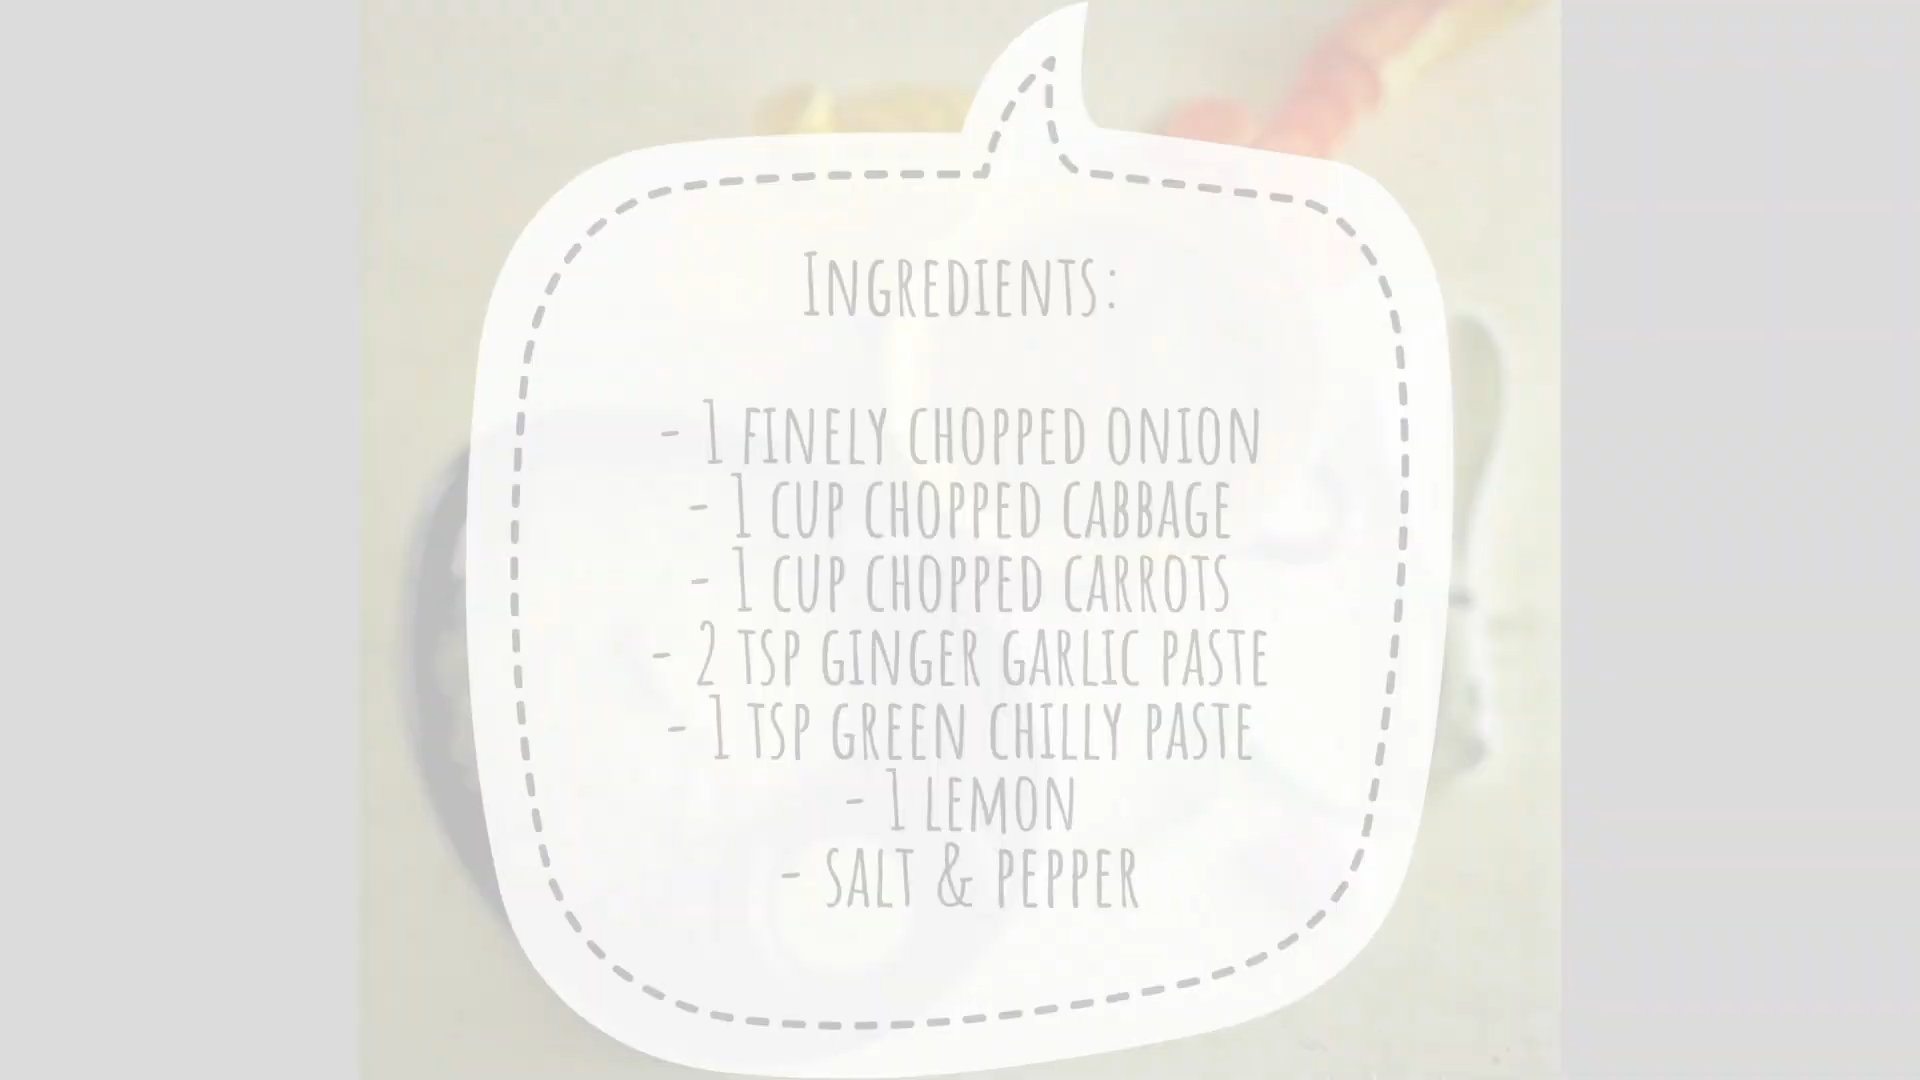 INGREDIENTS:
- 1 FINELY CHOPPED ONION
- 1 CUP CHOPPED CABBAGE
- 1 CUP CHOPPED CARROTS
- 2 TSP GINGER GARLIC PASTE
- 1 TSP GREEN CHILLY PASTE
- 1 LEMON
- SALT & PEPPER